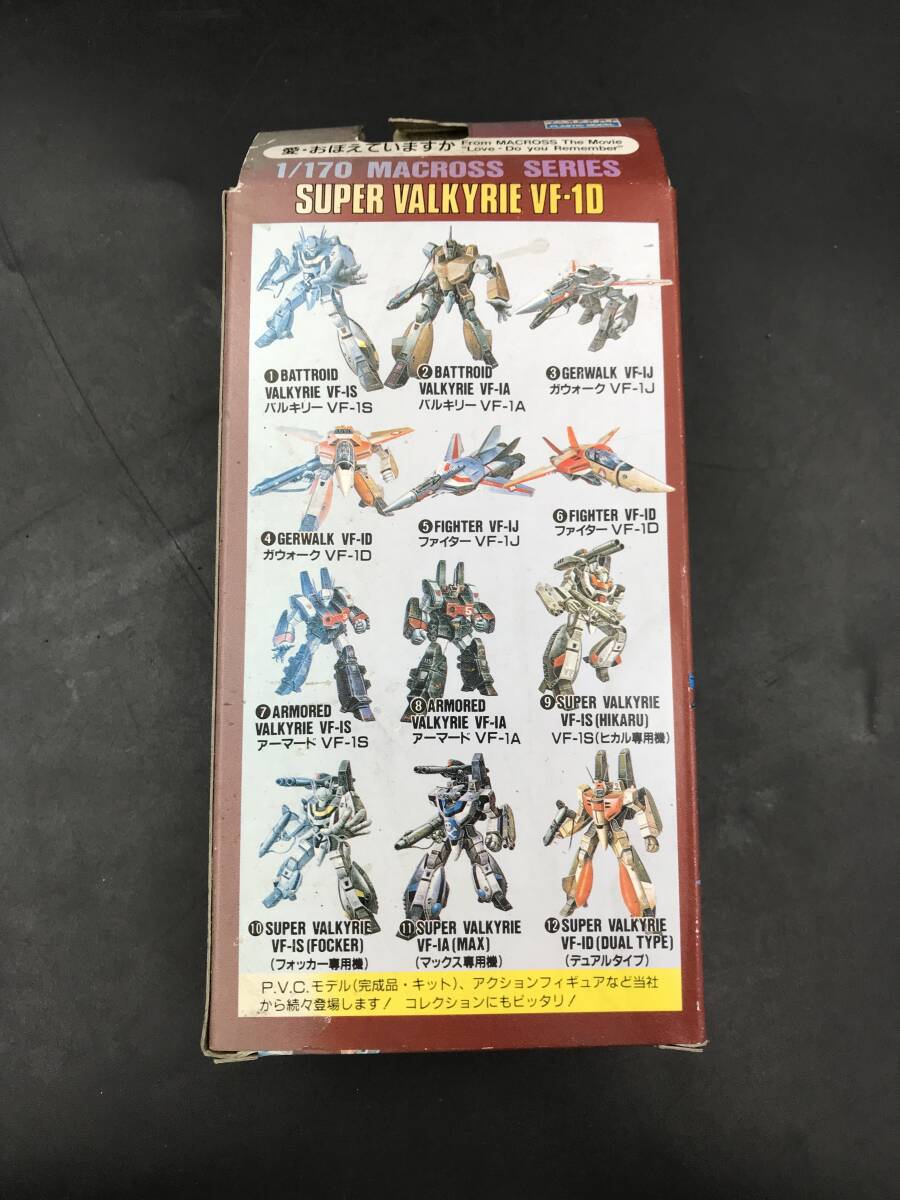 PLASTIC MODEL
愛・おぼえていますか From MACROSS The Movie
"Love・Do you Remember"
1/170 MACROSS SERIES
SUPER VALKYRIE VF-1D
❶ BATTROID
VALKYRIE VF-1S
バルキリー VF-1S
❷ BATTROID
VALKYRIE VF-1A
バルキリー VF-1A
❸ GERWALK VF-1J
ガウォーク VF-1J
❹ GERWALK VF-1D
ガウォーク VF-1D
❺ FIGHTER VF-1J
ファイター VF-1J
❻ FIGHTER VF-1D
ファイター VF-1D
❼ ARMORED
VALKYRIE VF-1S
アーマード VF-1S
❽ ARMORED
VALKYRIE VF-1A
アーマード VF-1A
❾ SUPER VALKYRIE
VF-1S (HIKARU)
VF-1S (ヒカル専用機)
❿ SUPER VALKYRIE
VF-1S (FOCKER)
(フォッカー専用機)
⓫ SUPER VALKYRIE
VF-1A (MAX)
(マックス専用機)
⓬ SUPER VALKYRIE
VF-1D (DUAL TYPE)
(デュアルタイプ)
P.V.C.モデル(完成品・キット)、アクションフィギュアなど当社
から続々登場します! コレクションにもピッタリ!